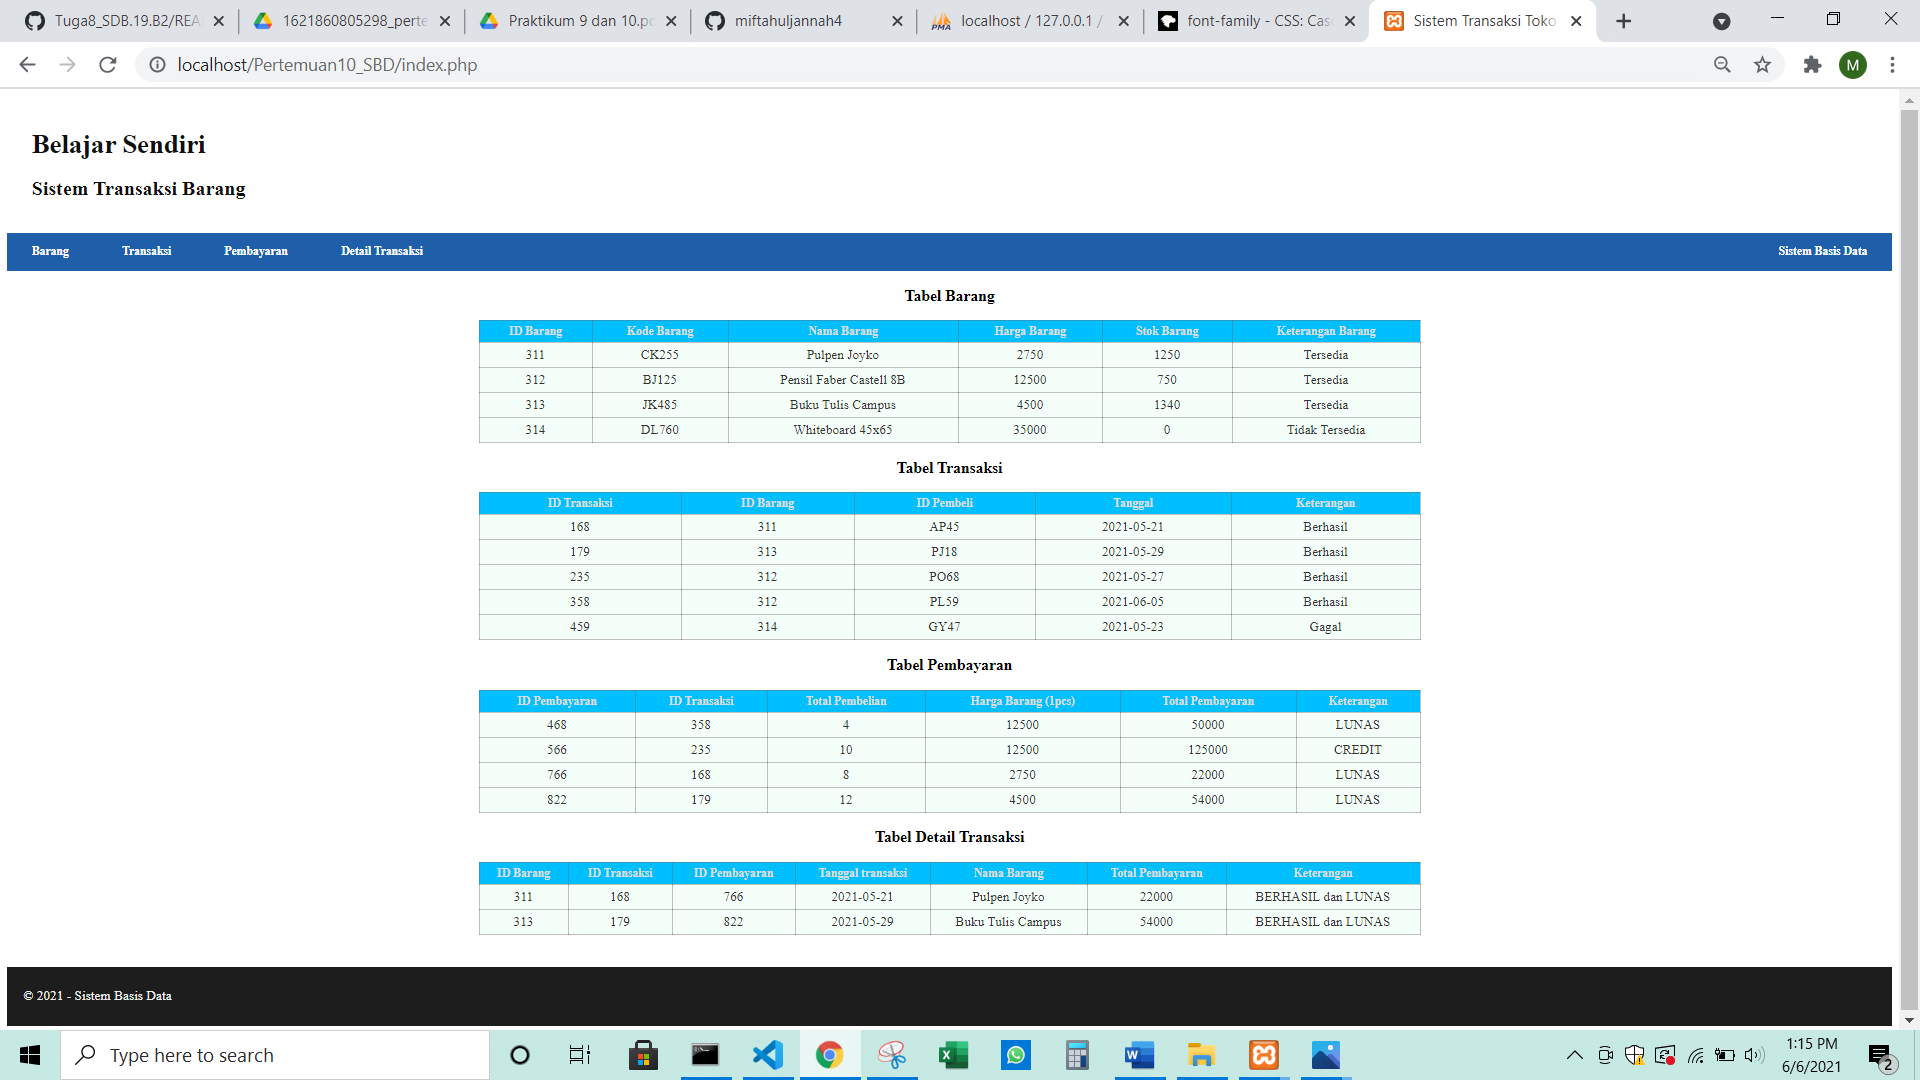 Tuga8_SDB.19.B2/REA
1621860805298_perte
Praktikum 9 dan 10.pd
miftahuljannah4
localhost / 127.0.0.1 /
font-family - CSS: Casc
Sistem Transaksi Toko
localhost/Pertemuan10_SBD/index.php
M
Belajar Sendiri
Sistem Transaksi Barang
Barang Transaksi Pembayaran Detail Transaksi Sistem Basis Data
Tabel Barang
ID Barang Kode Barang Nama Barang Harga Barang Stok Barang Keterangan Barang
311 CK255 Pulpen Joyko 2750 1250 Tersedia
312 BJ125 Pensil Faber Castell 8B 12500 750 Tersedia
313 JK485 Buku Tulis Campus 4500 1340 Tersedia
314 DL760 Whiteboard 45x65 35000 0 Tidak Tersedia
Tabel Transaksi
ID Transaksi ID Barang ID Pembeli Tanggal Keterangan
168 311 AP45 2021-05-21 Berhasil
179 313 PJ18 2021-05-29 Berhasil
235 312 PO68 2021-05-27 Berhasil
358 312 PL59 2021-06-05 Berhasil
459 314 GY47 2021-05-23 Gagal
Tabel Pembayaran
ID Pembayaran ID Transaksi Total Pembelian Harga Barang (1pcs) Total Pembayaran Keterangan
468 358 4 12500 50000 LUNAS
566 235 10 12500 125000 CREDIT
766 168 8 2750 22000 LUNAS
822 179 12 4500 54000 LUNAS
Tabel Detail Transaksi
ID Barang ID Transaksi ID Pembayaran Tanggal transaksi Nama Barang Total Pembayaran Keterangan
311 168 766 2021-05-21 Pulpen Joyko 22000 BERHASIL dan LUNAS
313 179 822 2021-05-29 Buku Tulis Campus 54000 BERHASIL dan LUNAS
© 2021 - Sistem Basis Data
Type here to search
1:15 PM
6/6/2021
2